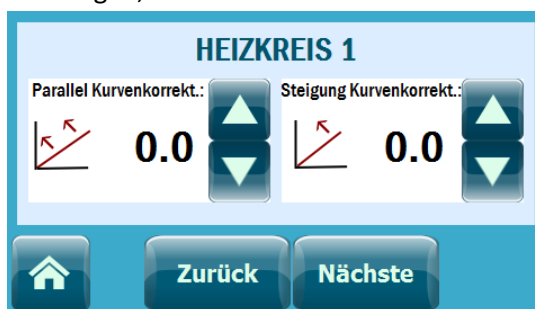 HEIZKREIS 1
Parallel Kurvenkorrekt.: Steigung Kurvenkorrekt.:
0.0 0.0
Zurück Nächste